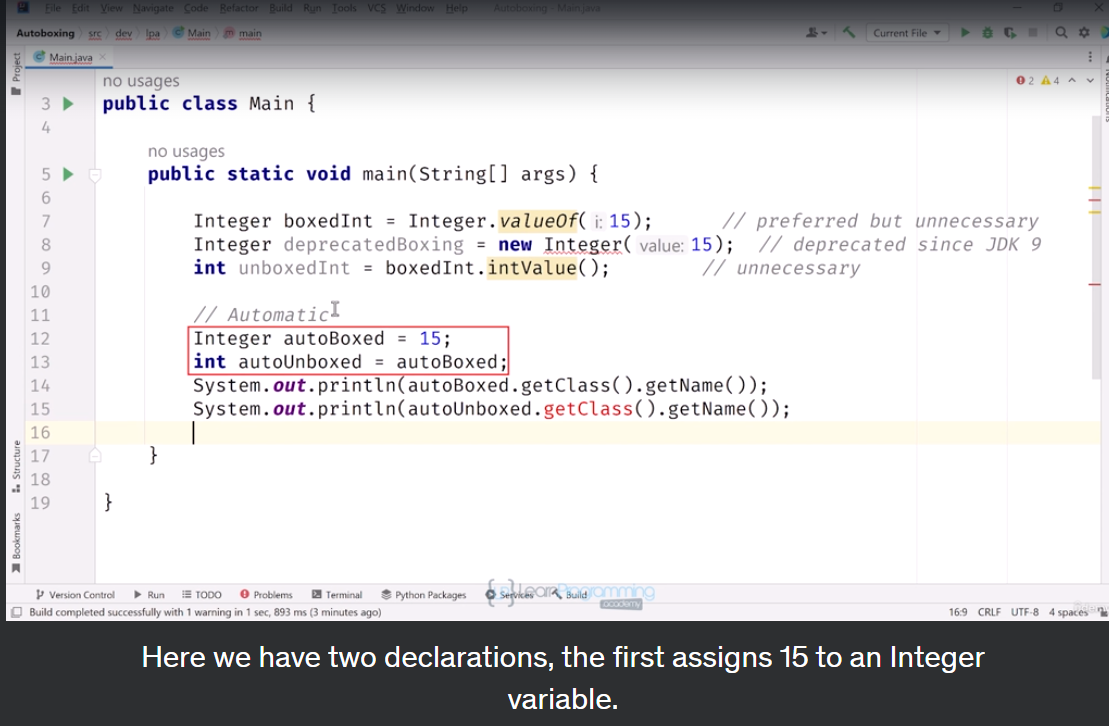 File Edit View Navigate Code Refactor Build Run Tools VCS Window Help Autoboxing - Main.java
Autoboxing src dev lpa Main main Current File
Project
Main.java
no usages
2 4
3 public class Main {
4
no usages
5 public static void main(String[] args) {
6
7 Integer boxedInt = Integer.valueOf( i: 15); // preferred but unnecessary
8 Integer deprecatedBoxing = new Integer( value: 15); // deprecated since JDK 9
9 int unboxedInt = boxedInt.intValue(); // unnecessary
10
11 // Automatic
12 Integer autoBoxed = 15;
13 int autoUnboxed = autoBoxed;
14 System.out.println(autoBoxed.getClass().getName());
15 System.out.println(autoUnboxed.getClass().getName());
16
17 }
18
19 }
Structure
Bookmarks
Version Control Run TODO Problems Terminal Python Packages Services Build
LearnProgramming
academy
Build completed successfully with 1 warning in 1 sec, 893 ms (3 minutes ago) 16:9 CRLF UTF-8 4 spaces
Here we have two declarations, the first assigns 15 to an Integer
variable.